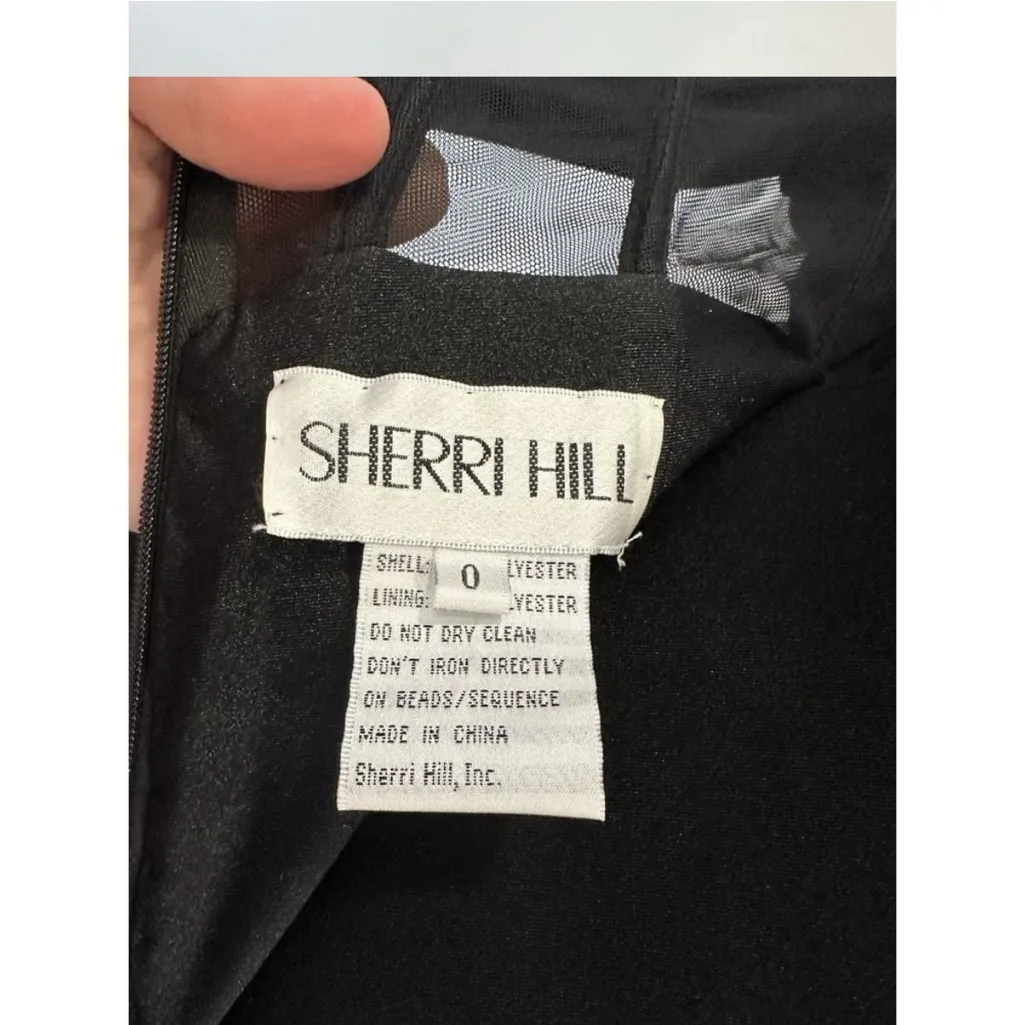 SHERRI HILL
0
SHELL: LYESTER
LINING: LYESTER
DO NOT DRY CLEAN
DON'T IRON DIRECTLY
ON BEADS/SEQUENCE
MADE IN CHINA
Sherri Hill, Inc.